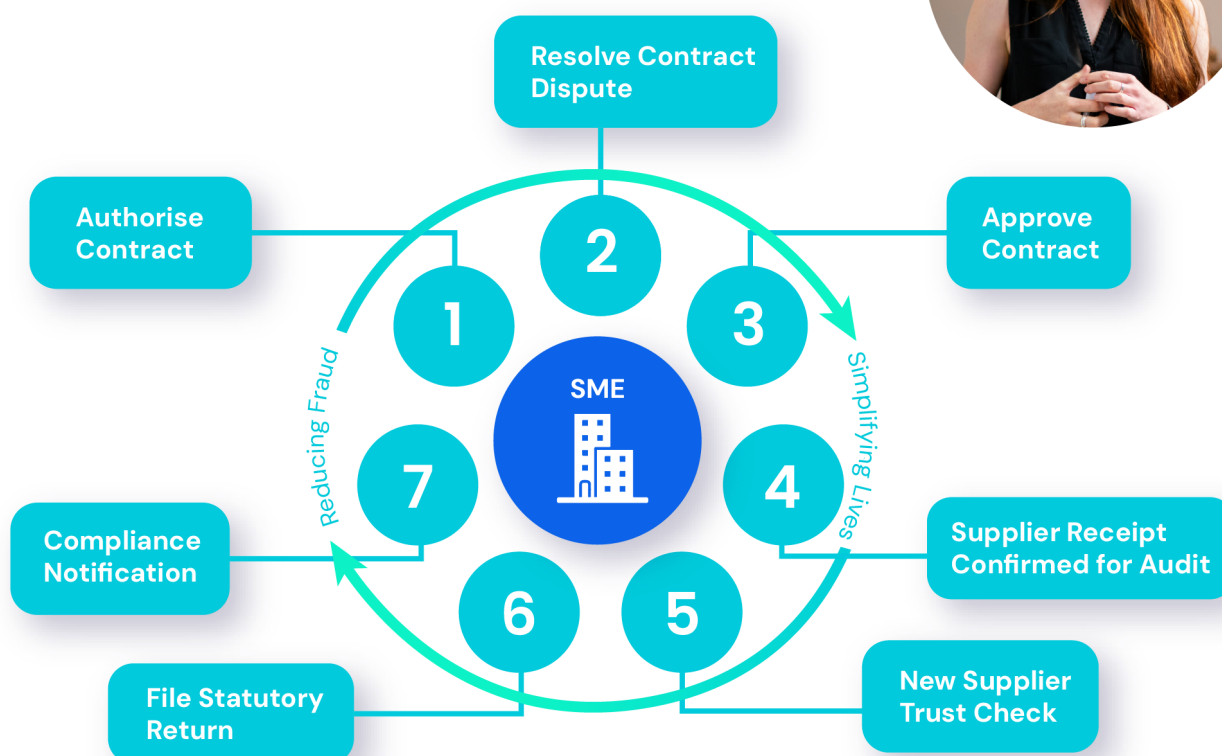 Resolve Contract
Dispute
Authorise
Contract
Approve
Contract
2
1
3
SME
Reducing Fraud
Simplifying Lives
7
4
Compliance
Notification
Supplier Receipt
Confirmed for Audit
6
5
File Statutory
Return
New Supplier
Trust Check